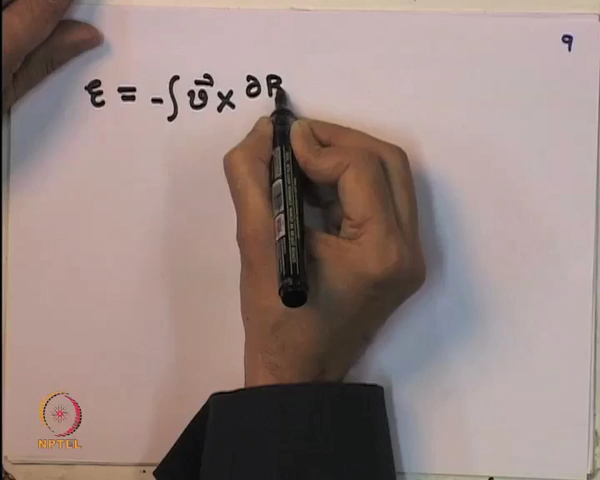 9
ε = -∫ v⃗ × ∂B
NPTEL